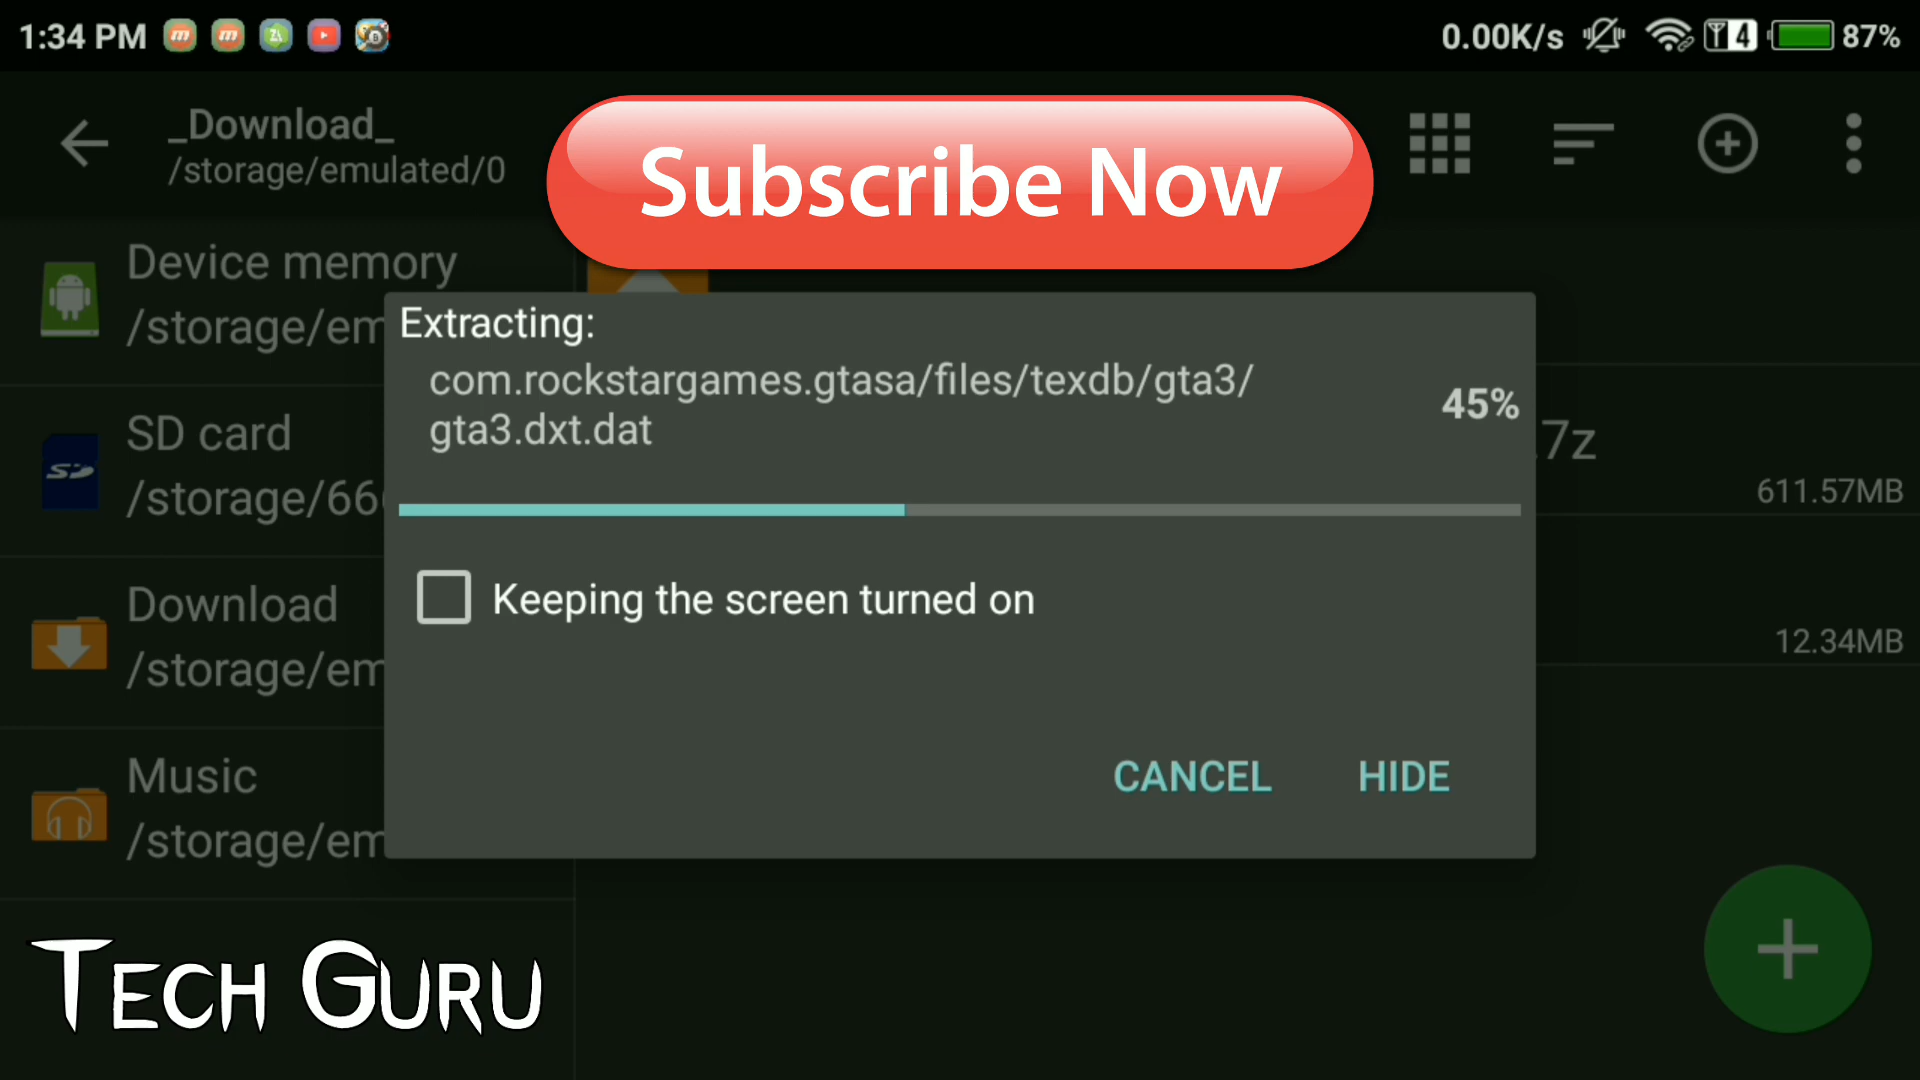 1:34 PM
0.00K/s
4
87%
_Download_
/storage/emulated/0
Subscribe Now
Device memory
/storage/em
Extracting:
com.rockstargames.gtasa/files/texdb/gta3/
gta3.dxt.dat
45%
.7z
611.57MB
SD card
/storage/66
Keeping the screen turned on
Download
/storage/em
12.34MB
CANCEL
HIDE
Music
/storage/em
TECH GURU